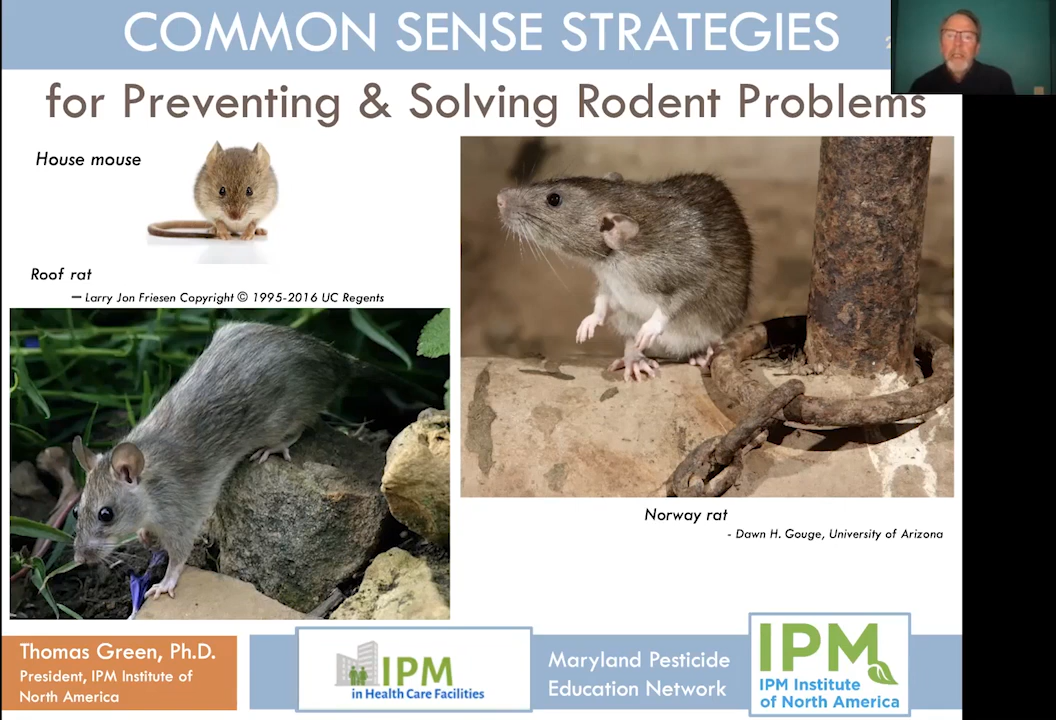 COMMON SENSE STRATEGIES
for Preventing & Solving Rodent Problems
House mouse
Roof rat
– Larry Jon Friesen Copyright © 1995-2016 UC Regents
Norway rat
- Dawn H. Gouge, University of Arizona
Thomas Green, Ph.D.
President, IPM Institute of
North America
IPM
in Health Care Facilities
Maryland Pesticide
Education Network
IPM
IPM Institute
of North America